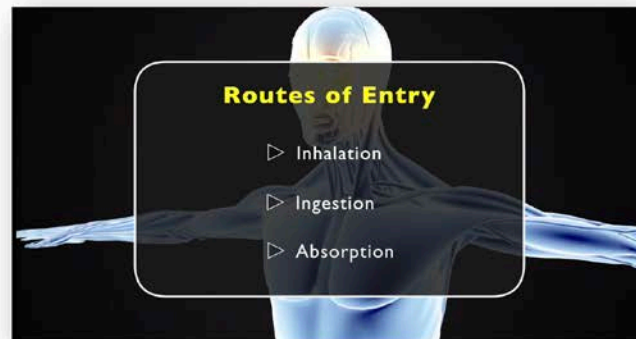 Routes of Entry
▷ Inhalation
▷ Ingestion
▷ Absorption